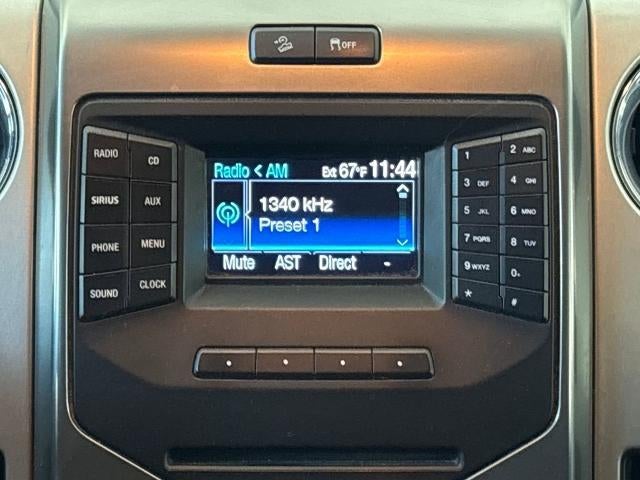 OFF
RADIO
CD
SIRIUS
AUX
PHONE
MENU
SOUND
CLOCK
Radio < AM Ext 67°F 11:44
1340 kHz
Preset 1
Mute AST Direct -
1
2 ABC
3 DEF
4 GHI
5 JKL
6 MNO
7 PQRS
8 TUV
9 WXYZ
0+
*
#